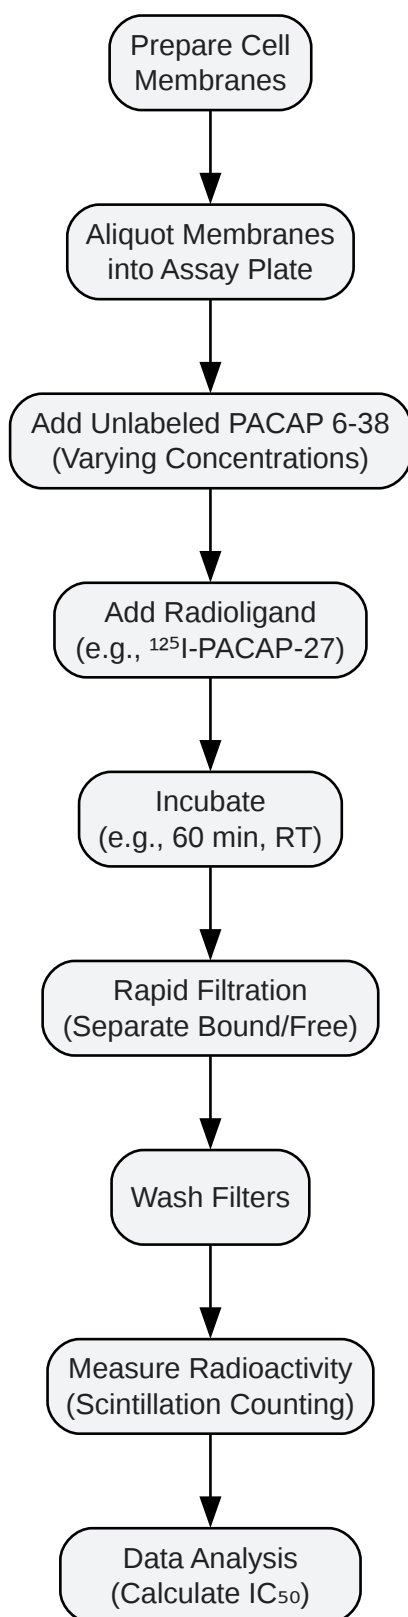 Prepare Cell
Membranes
Aliquot Membranes
into Assay Plate
Add Unlabeled PACAP 6-38
(Varying Concentrations)
Add Radioligand
(e.g., ¹²⁵I-PACAP-27)
Incubate
(e.g., 60 min, RT)
Rapid Filtration
(Separate Bound/Free)
Wash Filters
Measure Radioactivity
(Scintillation Counting)
Data Analysis
(Calculate IC₅₀)